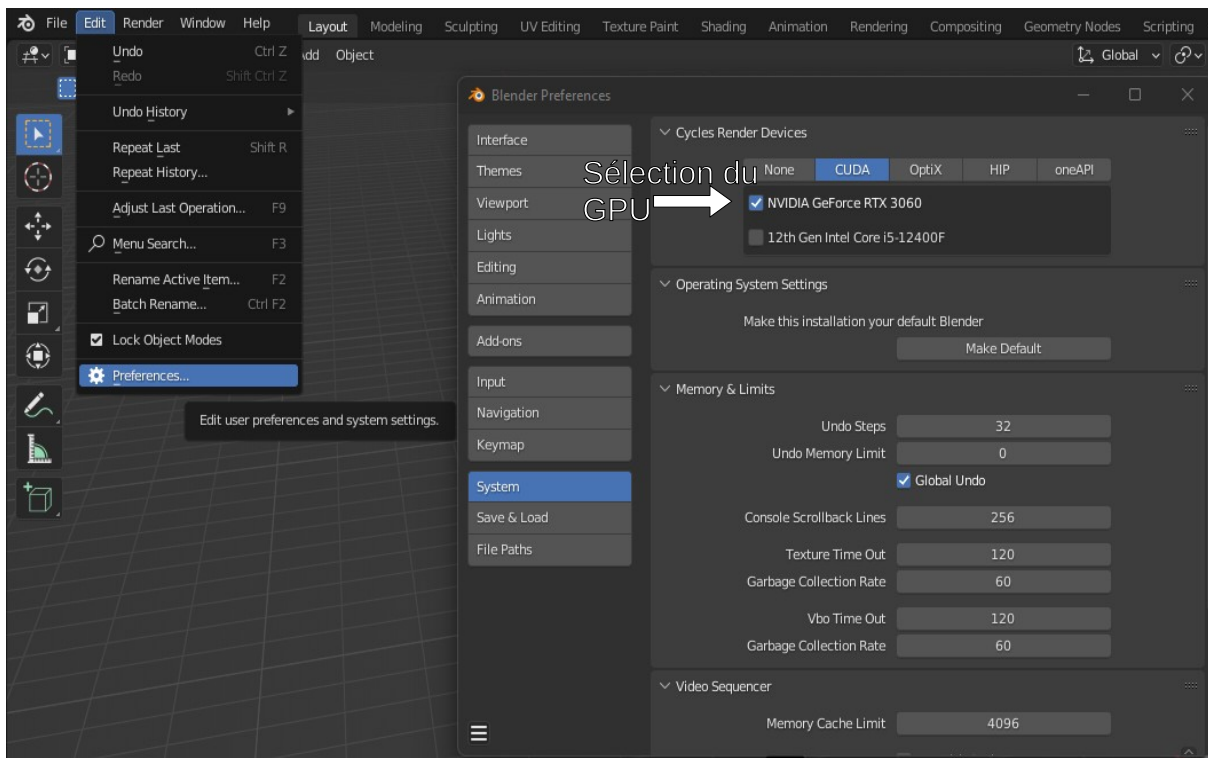 File Edit Render Window Help Layout Modeling Sculpting UV Editing Texture Paint Shading Animation Rendering Compositing Geometry Nodes Scripting
Object
Global
Undo Ctrl Z
Redo Shift Ctrl Z
Undo History
Repeat Last Shift R
Repeat History...
Adjust Last Operation... F9
Menu Search... F3
Rename Active Item... F2
Batch Rename... Ctrl F2
Lock Object Modes
Preferences...
Edit user preferences and system settings.
Blender Preferences
Interface
Themes
Viewport
Lights
Editing
Animation
Add-ons
Input
Navigation
Keymap
System
Save & Load
File Paths
Cycles Render Devices
None CUDA OptiX HIP oneAPI
Sélection du
GPU
NVIDIA GeForce RTX 3060
12th Gen Intel Core i5-12400F
Operating System Settings
Make this installation your default Blender
Make Default
Memory & Limits
Undo Steps 32
Undo Memory Limit 0
Global Undo
Console Scrollback Lines 256
Texture Time Out 120
Garbage Collection Rate 60
Vbo Time Out 120
Garbage Collection Rate 60
Video Sequencer
Memory Cache Limit 4096